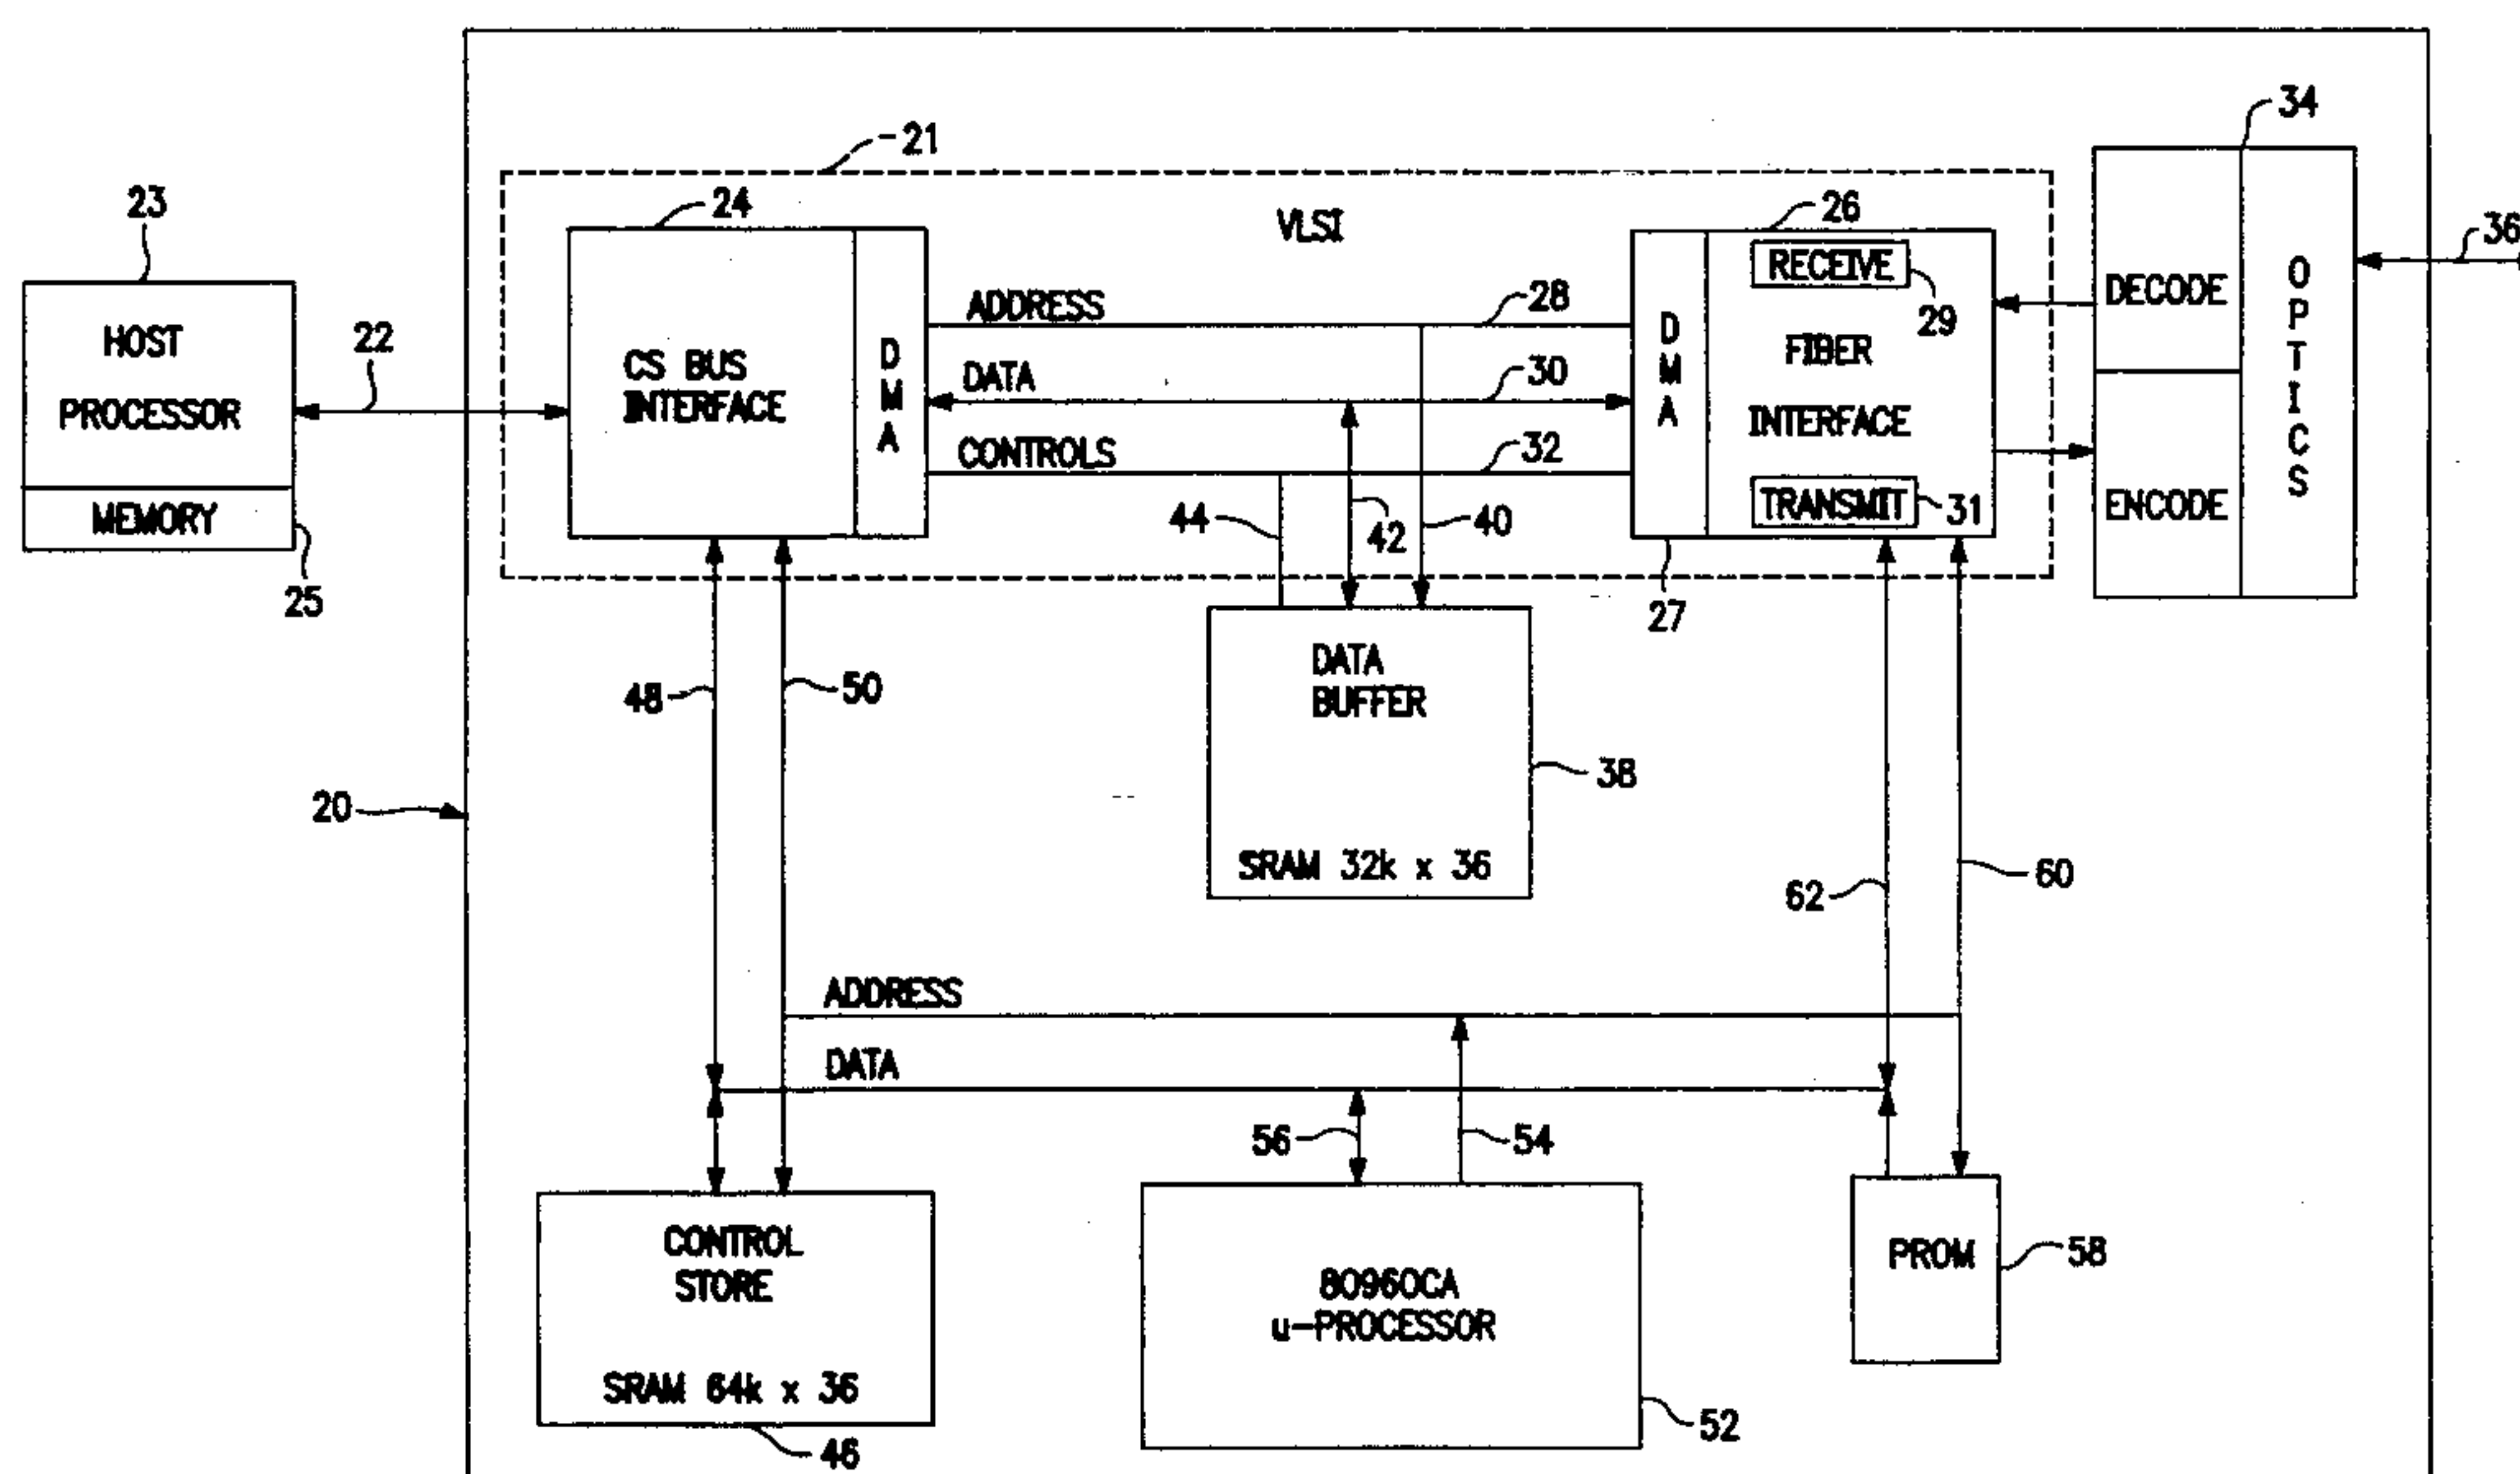 34
21
23
24
VLSI
26
36
RECEIVE
HOST
PROCESSOR
22
ADDRESS
28
29
DECODE
OPTICS
CS BUS
INTERFACE
DMA
DATA
30
DMA
FIBER
INTERFACE
CONTROLS
32
MEMORY
25
44
42
40
TRANSMIT
31
ENCODE
27
DATA
BUFFER
48
50
38
20
SRAM 32k x 36
62
60
ADDRESS
DATA
56
54
CONTROL
STORE
80960CA
u-PROCESSOR
PROM
58
SRAM 64k x 36
46
52